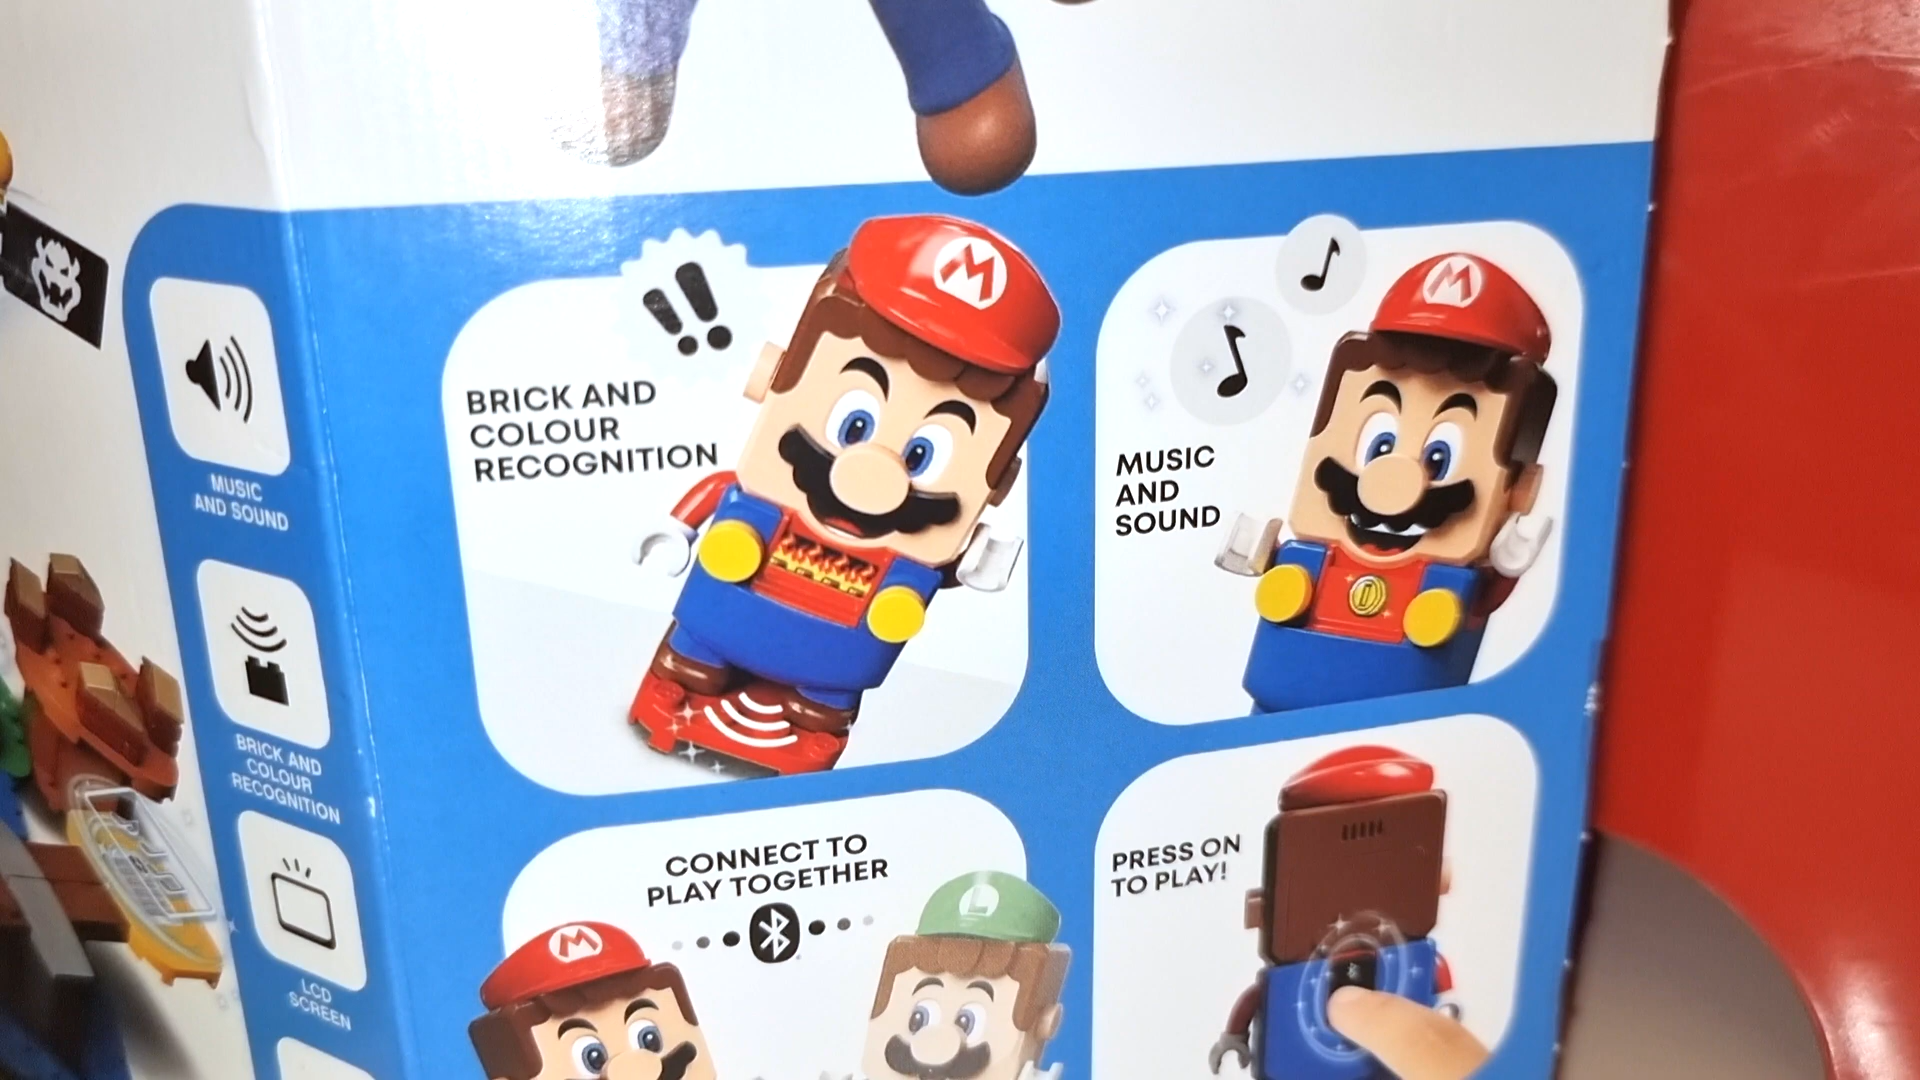 MUSIC
AND SOUND
BRICK AND
COLOUR
RECOGNITION
LCD
SCREEN
!!
BRICK AND
COLOUR
RECOGNITION
M
MUSIC
AND
SOUND
M
CONNECT TO
PLAY TOGETHER
M
L
PRESS ON
TO PLAY!